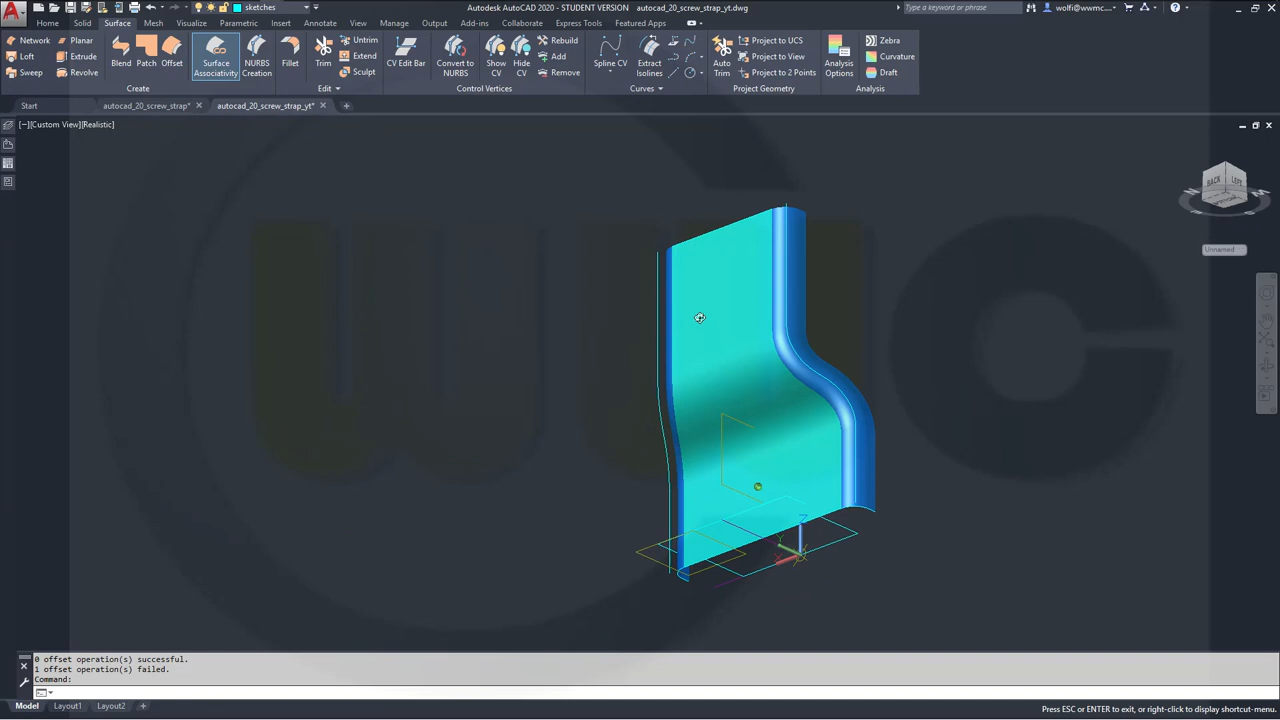 sketches
Autodesk AutoCAD 2020 - STUDENT VERSION autocad_20_screw_strap_yt.dwg
Type a keyword or phrase
wolfi@wwmc...
Home Solid Surface Mesh Visualize Parametric Insert Annotate View Manage Output Add-ins Collaborate Express Tools Featured Apps
Network Planar
Loft Extrude
Sweep Revolve
Blend Patch Offset
Surface
Associativity
NURBS
Creation
Fillet
Trim
Untrim
Extend
Sculpt
CV Edit Bar
Convert to
NURBS
Show
CV
Hide
CV
Rebuild
Add
Remove
Spline CV
Extract
Isolines
Auto
Trim
Project to UCS
Project to View
Project to 2 Points
Analysis
Options
Zebra
Curvature
Draft
Create Edit Control Vertices Curves Project Geometry Analysis
Start autocad_20_screw_strap* autocad_20_screw_strap_yt*
[−][Custom View][Realistic]
BACK LEFT
Unnamed
wwc
Z
Y
X
0 offset operation(s) successful.
1 offset operation(s) failed.
Command:
Model Layout1 Layout2
Press ESC or ENTER to exit, or right-click to display shortcut-menu.